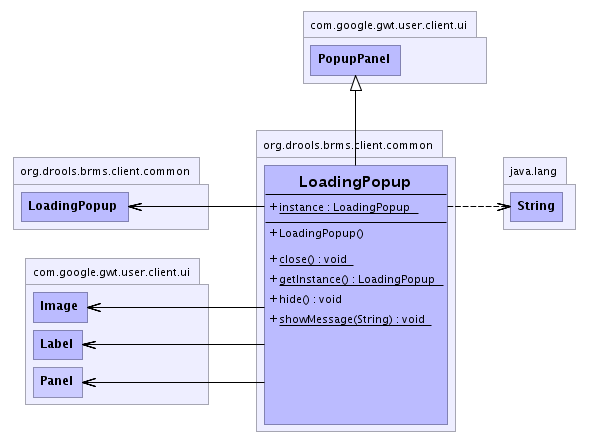 com.google.gwt.user.client.ui
PopupPanel
org.drools.brms.client.common
LoadingPopup
org.drools.brms.client.common
LoadingPopup
+ instance : LoadingPopup
+ LoadingPopup()
+ close() : void
+ getInstance() : LoadingPopup
+ hide() : void
+ showMessage(String) : void
java.lang
String
com.google.gwt.user.client.ui
Image
Label
Panel